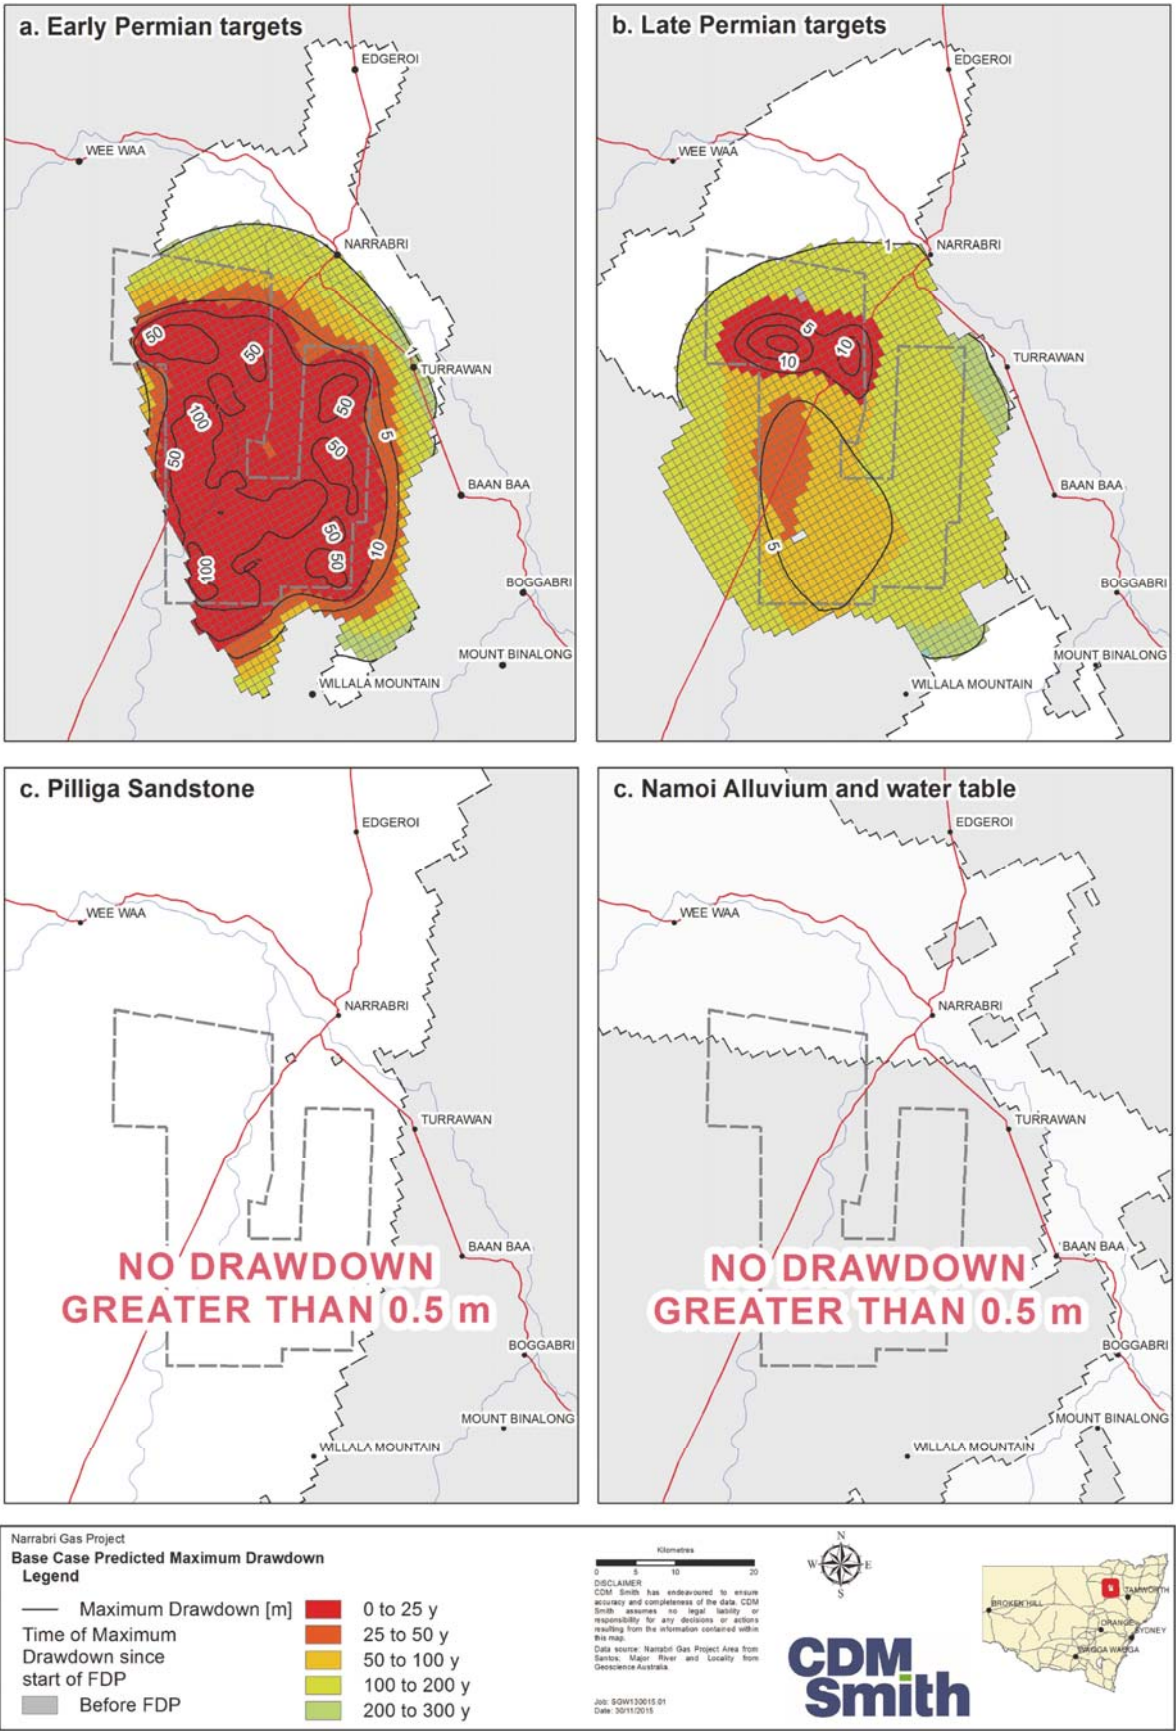 a. Early Permian targets
EDGEROI
WEE WAA
NARRABRI
50
50
1
TURRAWAN
100
50
5
50
50
BAAN BAA
50
10
50
100
BOGGABRI
MOUNT BINALONG
WILLALA MOUNTAIN
b. Late Permian targets
EDGEROI
WEE WAA
1
NARRABRI
5
10
10
TURRAWAN
BAAN BAA
5
BOGGABRI
MOUNT BINALONG
WILLALA MOUNTAIN
c. Pilliga Sandstone
EDGEROI
WEE WAA
NARRABRI
TURRAWAN
BAAN BAA
NO DRAWDOWN
GREATER THAN 0.5 m
BOGGABRI
MOUNT BINALONG
WILLALA MOUNTAIN
c. Namoi Alluvium and water table
EDGEROI
WEE WAA
NARRABRI
TURRAWAN
BAAN BAA
NO DRAWDOWN
GREATER THAN 0.5 m
BOGGABRI
MOUNT BINALONG
WILLALA MOUNTAIN
Narrabri Gas Project
Base Case Predicted Maximum Drawdown
Legend
Maximum Drawdown [m]
Time of Maximum
Drawdown since
start of FDP
Before FDP
0 to 25 y
25 to 50 y
50 to 100 y
100 to 200 y
200 to 300 y
Kilometres
0 5 10 20
DISCLAIMER
CDM Smith has endeavoured to ensure
accuracy and completeness of the data. CDM
Smith assumes no legal liability or
responsibility for any decisions or actions
resulting from the information contained within
this map.
Data source: Narrabri Gas Project Area from
Santos; Major River and Locality from
Geoscience Australia.
Job: SGW130015.01
Date: 30/11/2015
N
W E
S
CDM
Smith
TAMWORTH
BROKEN HILL
ORANGE
SYDNEY
WAGGA WAGGA